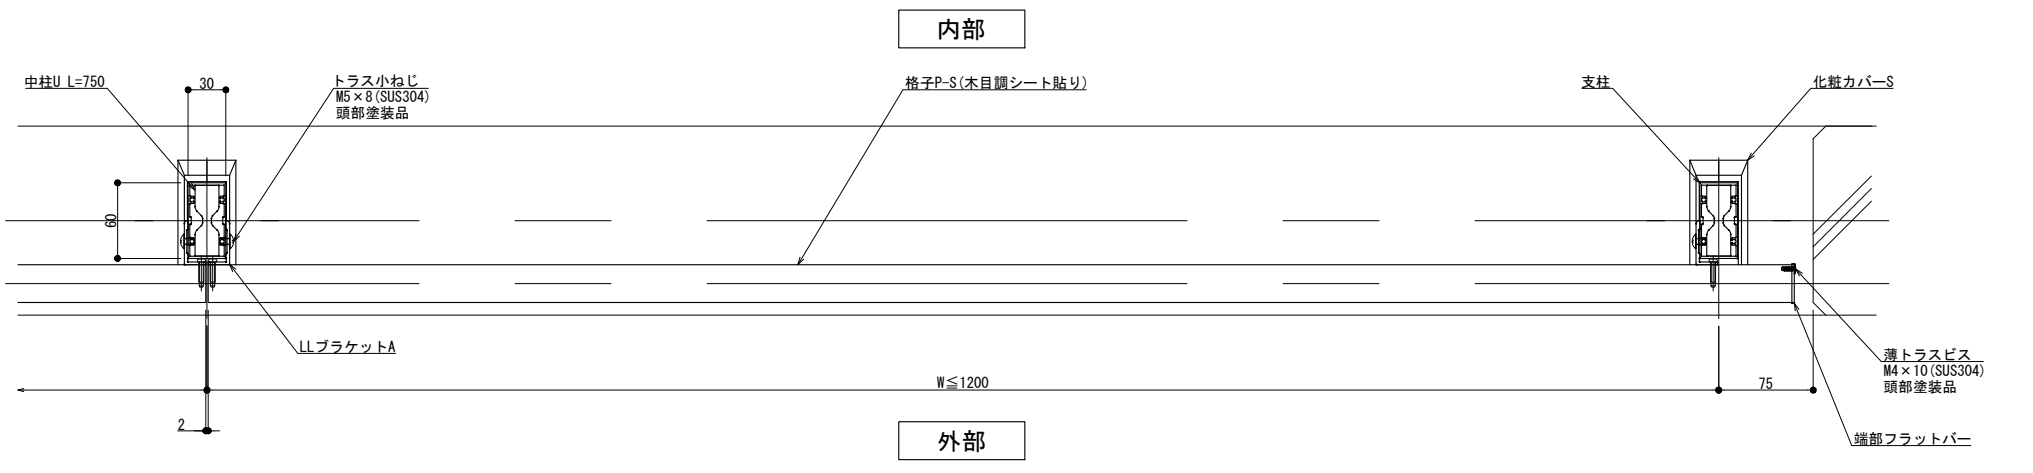 内部
中柱U L=750
30
トラス小ねじ
M5×8(SUS304)
頭部塗装品
格子P-S(木目調シート貼り)
支柱
化粧カバーS
60
LLブラケットA
薄トラスビス
M4×10(SUS304)
頭部塗装品
W≦1200
75
2
外部
端部フラットバー